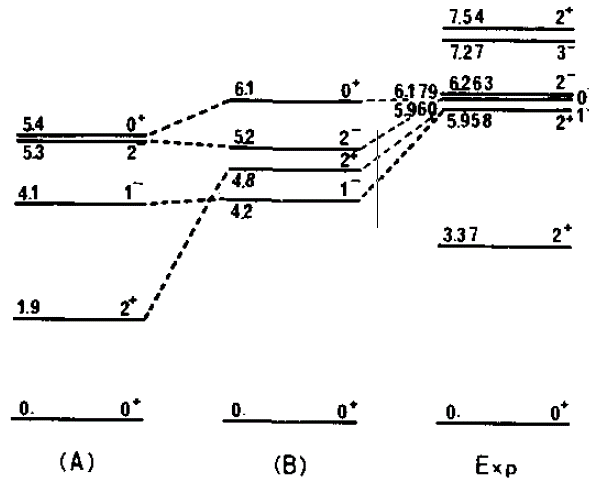 7.54 2+
7.27 3-
6.1 0+ 6.179 6.263 2-
0
5.960 1-
5.4 0+ 5.2 2- 5.958 2+
5.3 2 4.8 2+
4.1 1- 4.2 1-
3.37 2+
1.9 2+
0. 0+ 0. 0+ 0. 0+
(A) (B) Exp